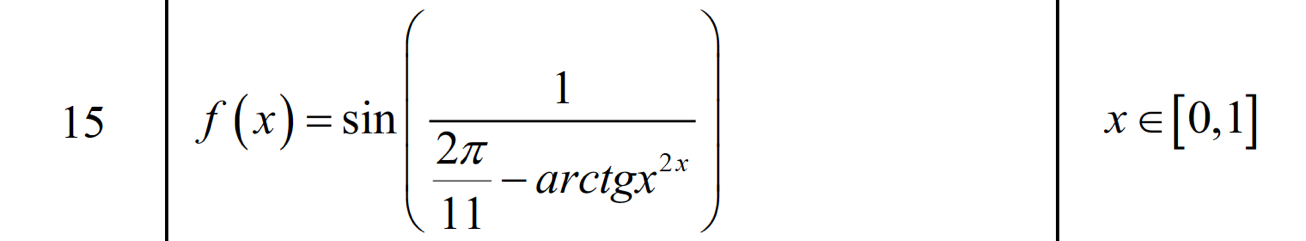 15 f(x) = sin(1 / (2π/11 − arctgx^{2x})) x ∈ [0,1]